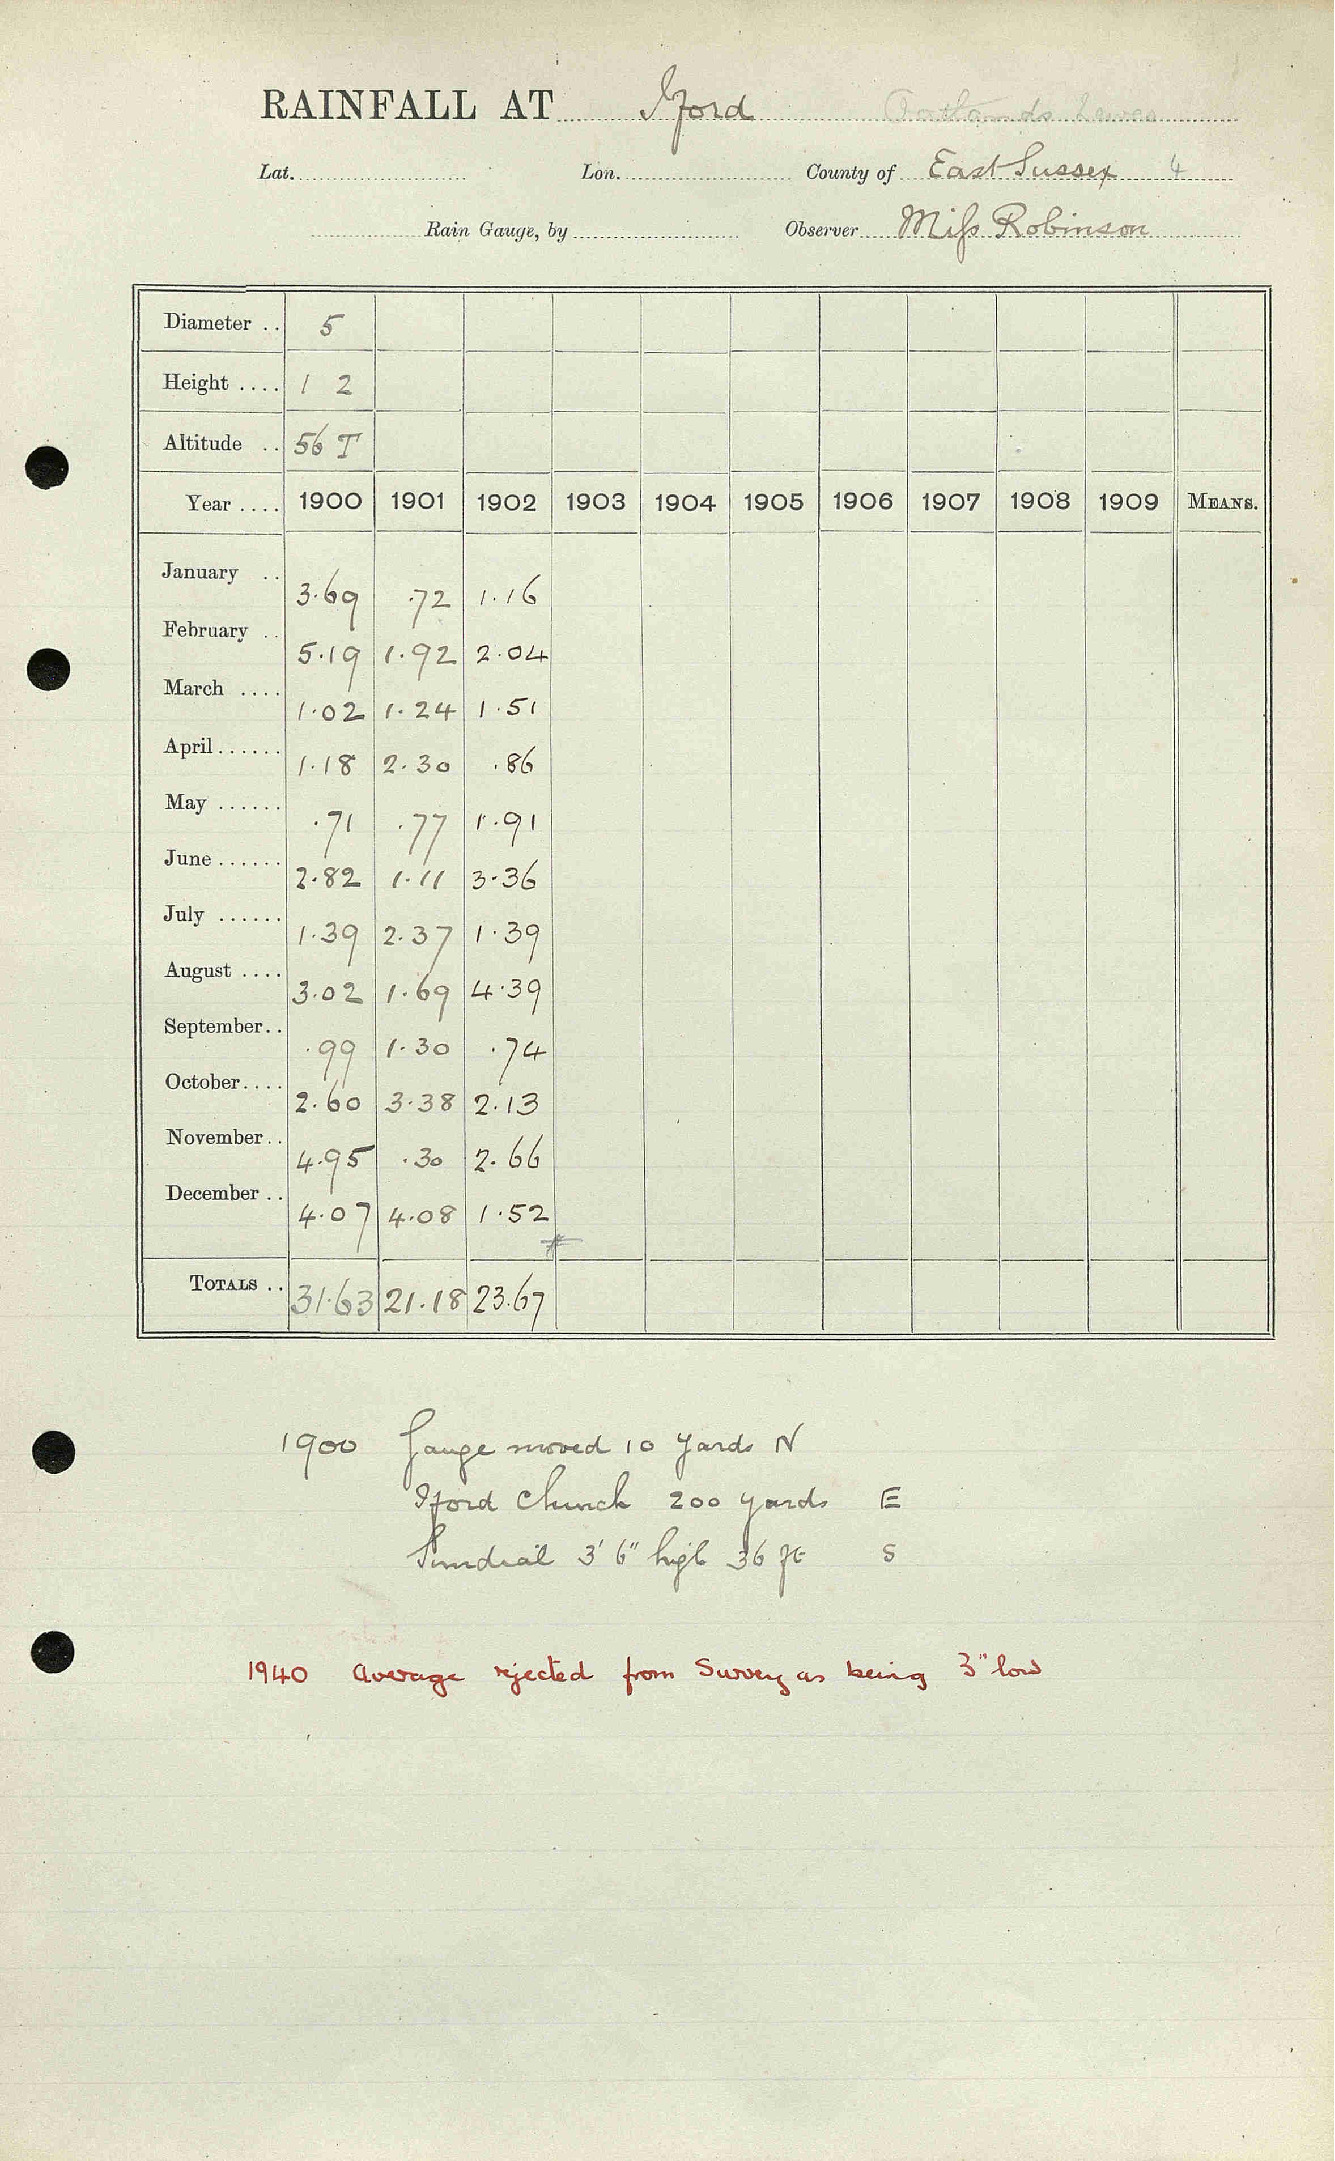 RAINFALL AT Iford
Lat. Lon. County of East Sussex 4
Rain Gauge, by Observer Miss Robinson
Diameter .. 5
Height .... 1 2
Altitude .. 56 T
Year .... 1900 1901 1902 1903 1904 1905 1906 1907 1908 1909 MEANS.
January .. 3.69 .72 1.16
February .. 5.19 1.92 2.04
March .... 1.02 1.24 1.51
April ...... 1.18 2.30 .86
May ...... .71 .77 1.91
June ...... 2.82 1.11 3.36
July ...... 1.39 2.37 1.39
August .... 3.02 1.69 4.39
September.. .99 1.30 .74
October.... 2.60 3.38 2.13
November.. 4.95 .30 2.66
December .. 4.07 4.08 1.52
TOTALS .. 31.63 21.18 23.67
1900 Gauge moved 10 yards N
Iford Church 200 yards E
Sundial 3' 6" high 36 ft S
1940 average rejected from Survey as being 3" low